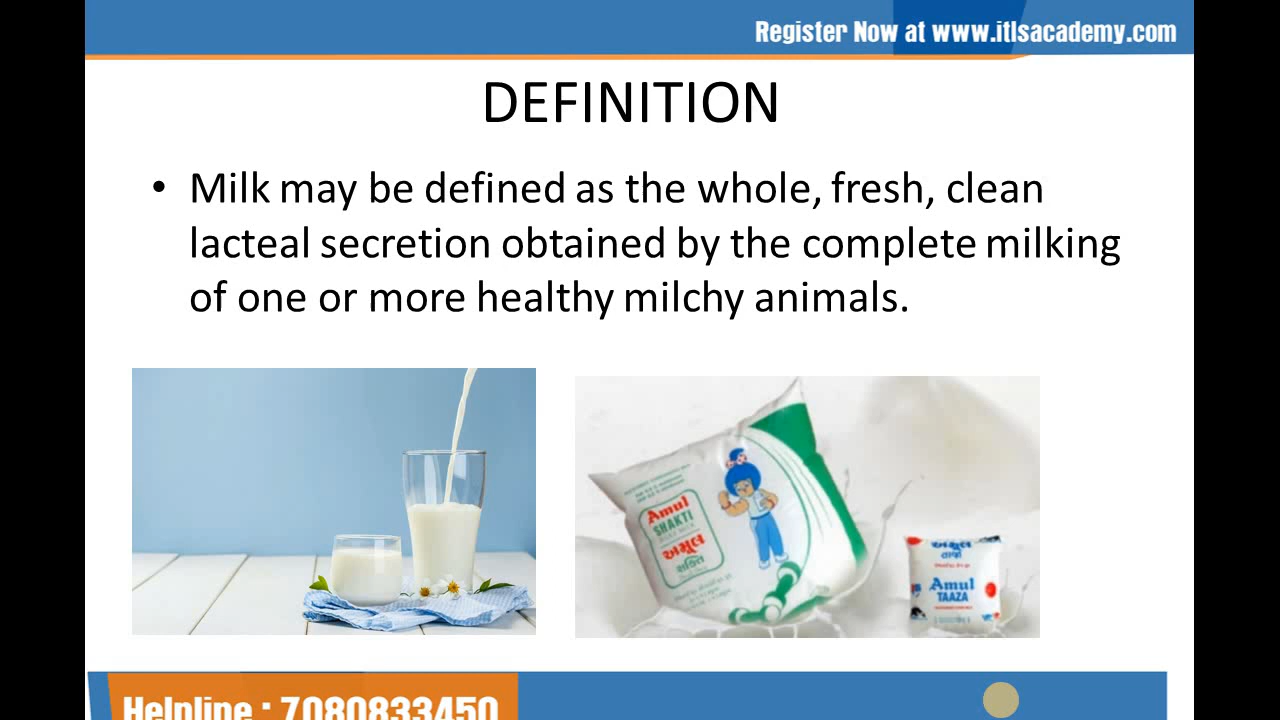 Register Now at www.itlsacademy.com
DEFINITION
• Milk may be defined as the whole, fresh, clean
lacteal secretion obtained by the complete milking
of one or more healthy milchy animals.
Amul
SHAKTI
અમૂલ
શક્તિ
અમૂલ
તાજા
Amul
TAAZA
Helpline : 7080833450